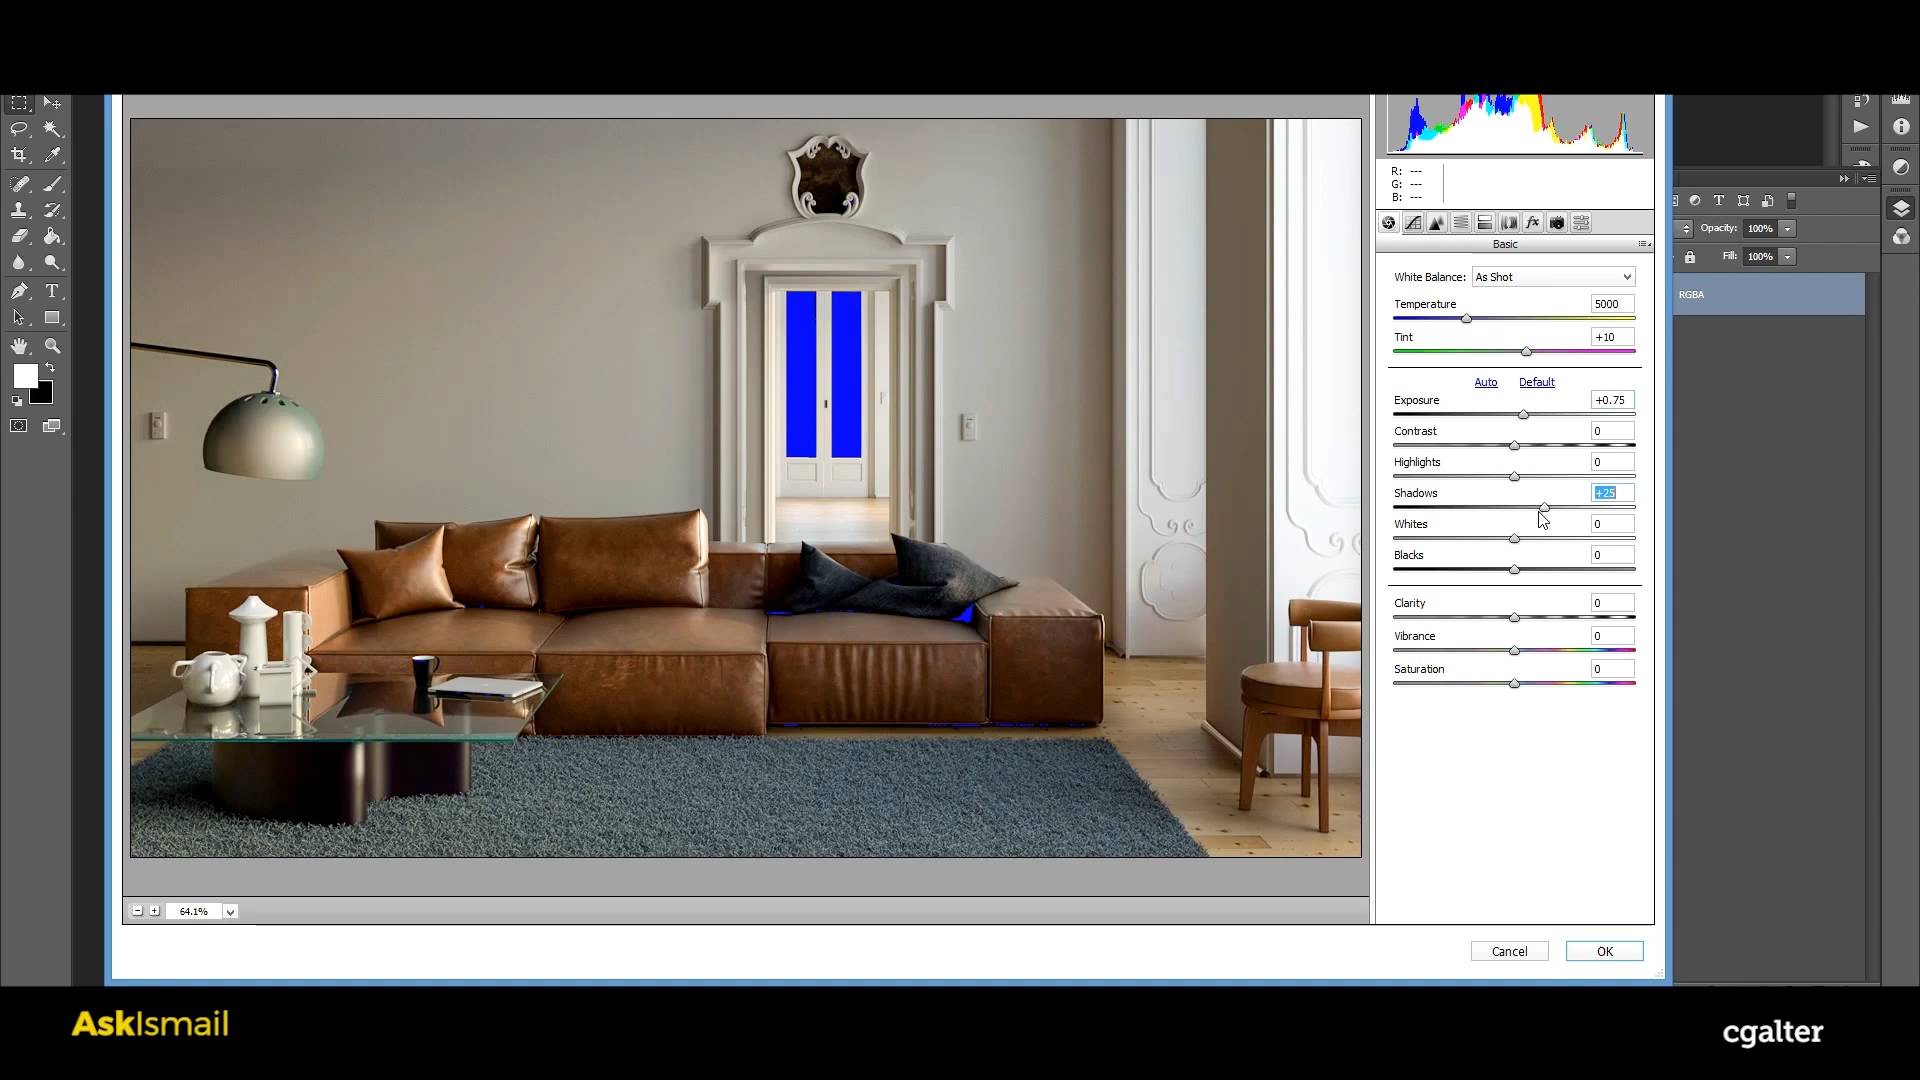 R: ---
G: ---
B: ---
Basic
White Balance: As Shot
Temperature 5000
Tint +10
Auto Default
Exposure +0.75
Contrast 0
Highlights 0
Shadows +25
Whites 0
Blacks 0
Clarity 0
Vibrance 0
Saturation 0
Opacity: 100%
Fill: 100%
RGBA
64.1%
Cancel OK
AskIsmail
cgalter